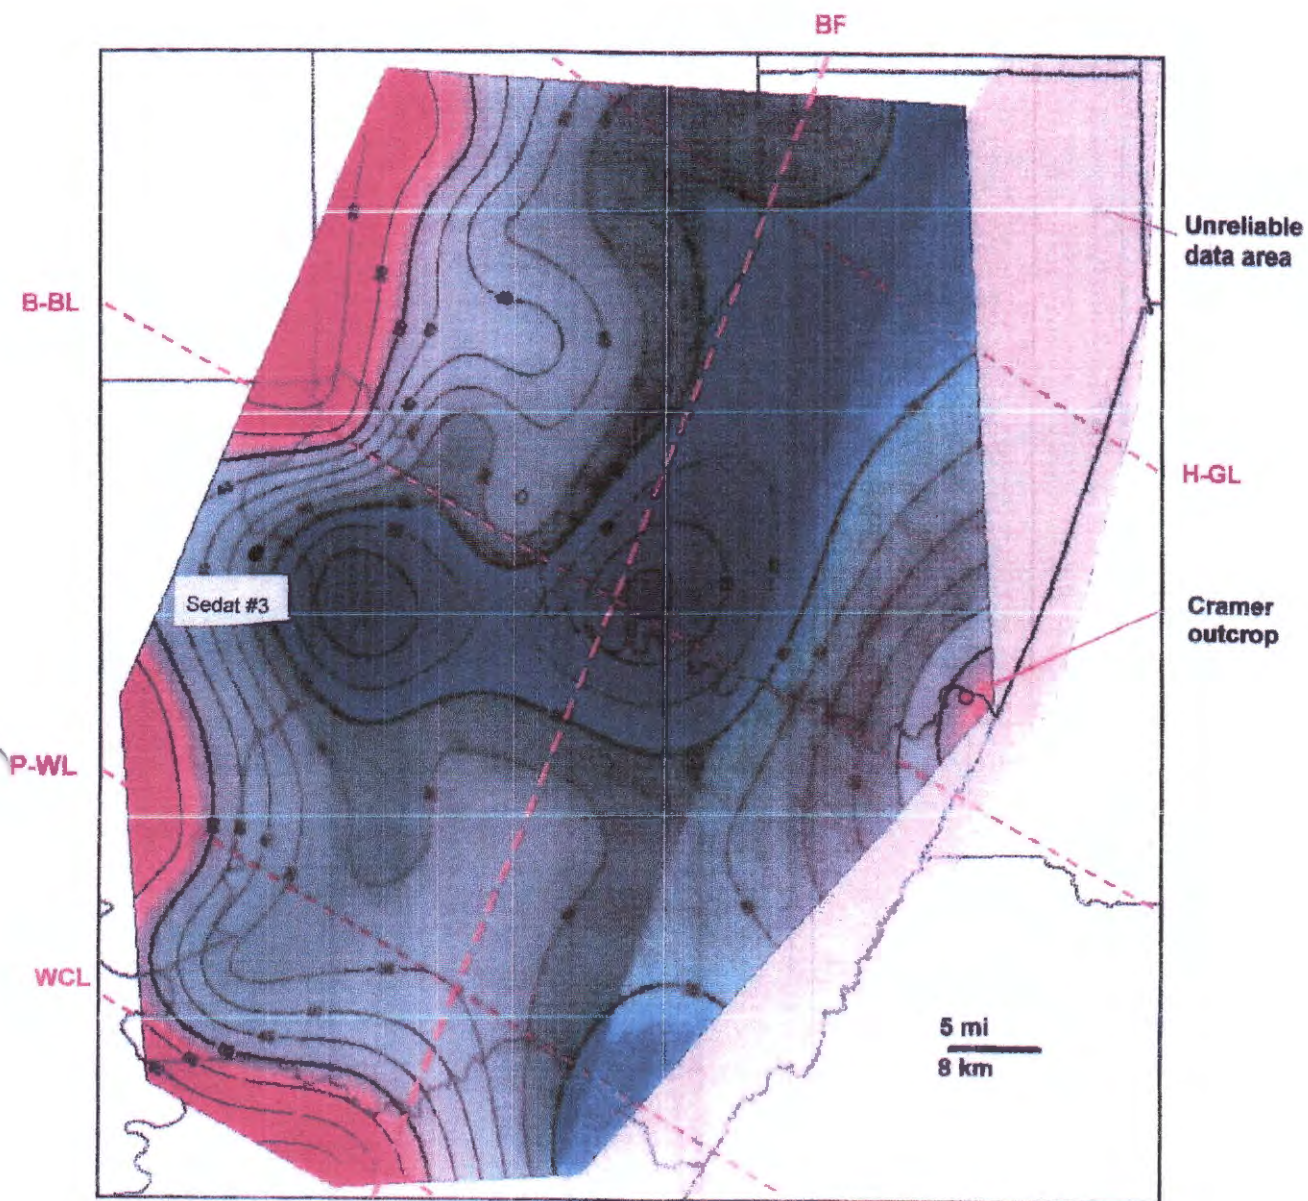 BF
Unreliable
data area
B-BL
H-GL
Sedat #3
Cramer
outcrop
P-WL
WCL
5 mi
8 km